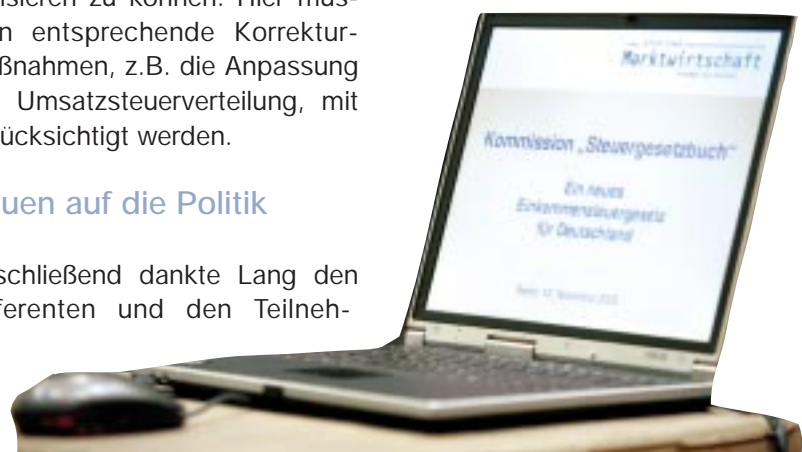 sieren zu können. Hier müs-
n entsprechende Korrektur-
ßnahmen, z.B. die Anpassung
Umsatzsteuerverteilung, mit
ücksichtigt werden.
uen auf die Politik
schließend dankte Lang den
ferenten und den Teilneh-
Marktwirtschaft
Kommission „Steuergesetzbuch“
Ein neues
Einkommensteuergesetz
für Deutschland